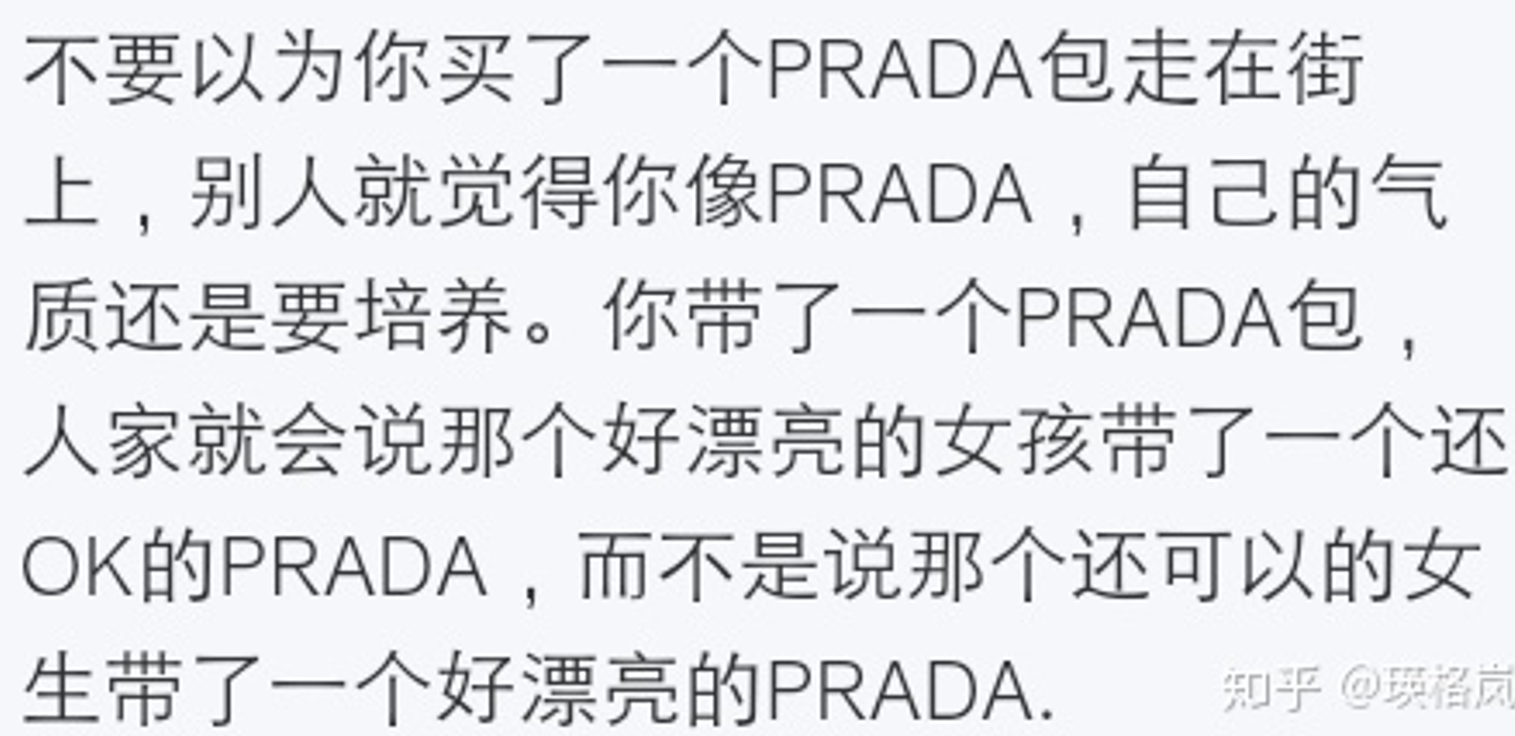 不要以为你买了一个PRADA包走在街
上，别人就觉得你像PRADA，自己的气
质还是要培养。你带了一个PRADA包，
人家就会说那个好漂亮的女孩带了一个还
OK的PRADA，而不是说那个还可以的女
生带了一个好漂亮的PRADA.
知乎 @瑛格岚